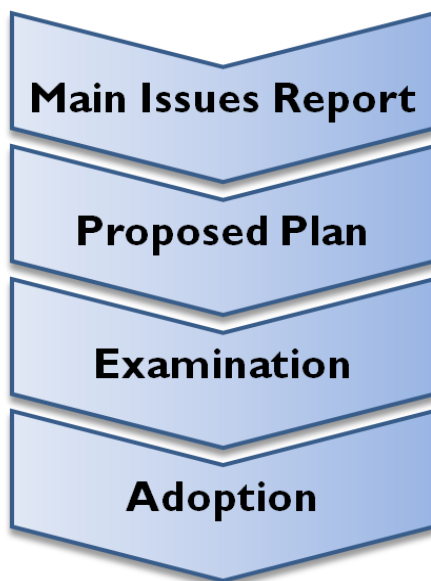 Main Issues Report
Proposed Plan
Examination
Adoption